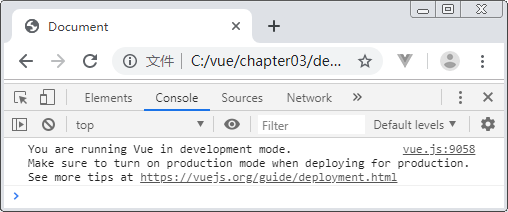 Document
文件 C:/vue/chapter03/de...
Elements Console Sources Network
top Filter Default levels
You are running Vue in development mode. vue.js:9058
Make sure to turn on production mode when deploying for production.
See more tips at https://vuejs.org/guide/deployment.html